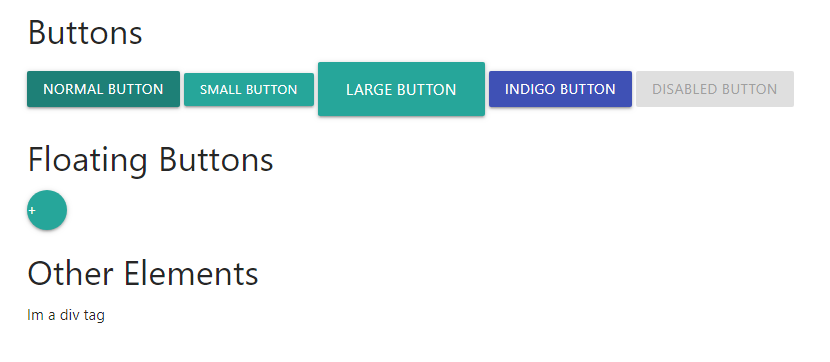 Buttons
NORMAL BUTTON SMALL BUTTON LARGE BUTTON INDIGO BUTTON DISABLED BUTTON
Floating Buttons
+
Other Elements
Im a div tag